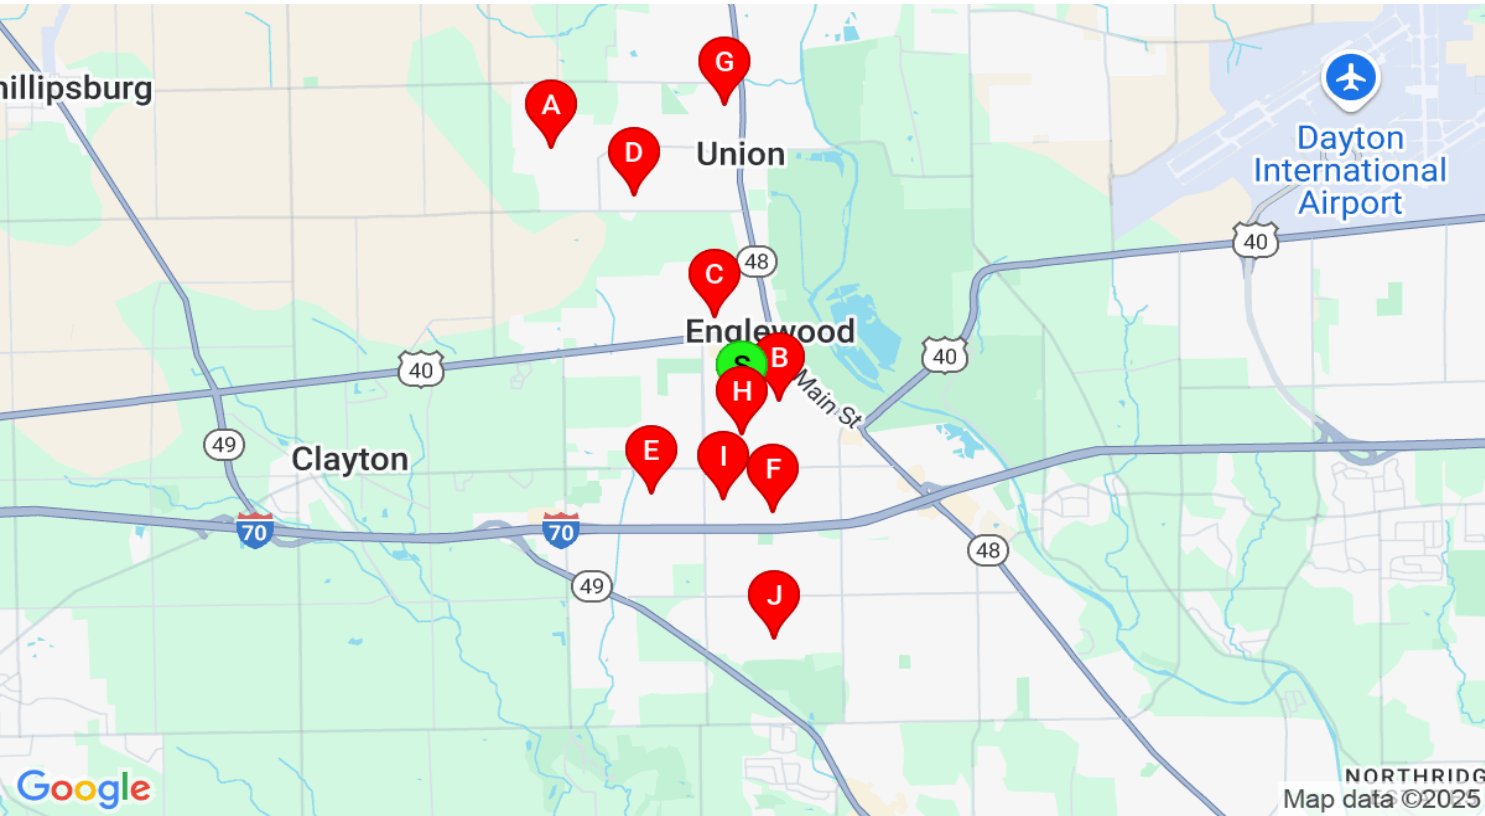 G
hillipsburg
A
Dayton
International
Airport
D
Union
40
48
C
Englewood
40
S
B
40
H
Main St
49
Clayton
E
I
F
70
70
48
49
J
NORTHRIDG
Google
Map data ©2025